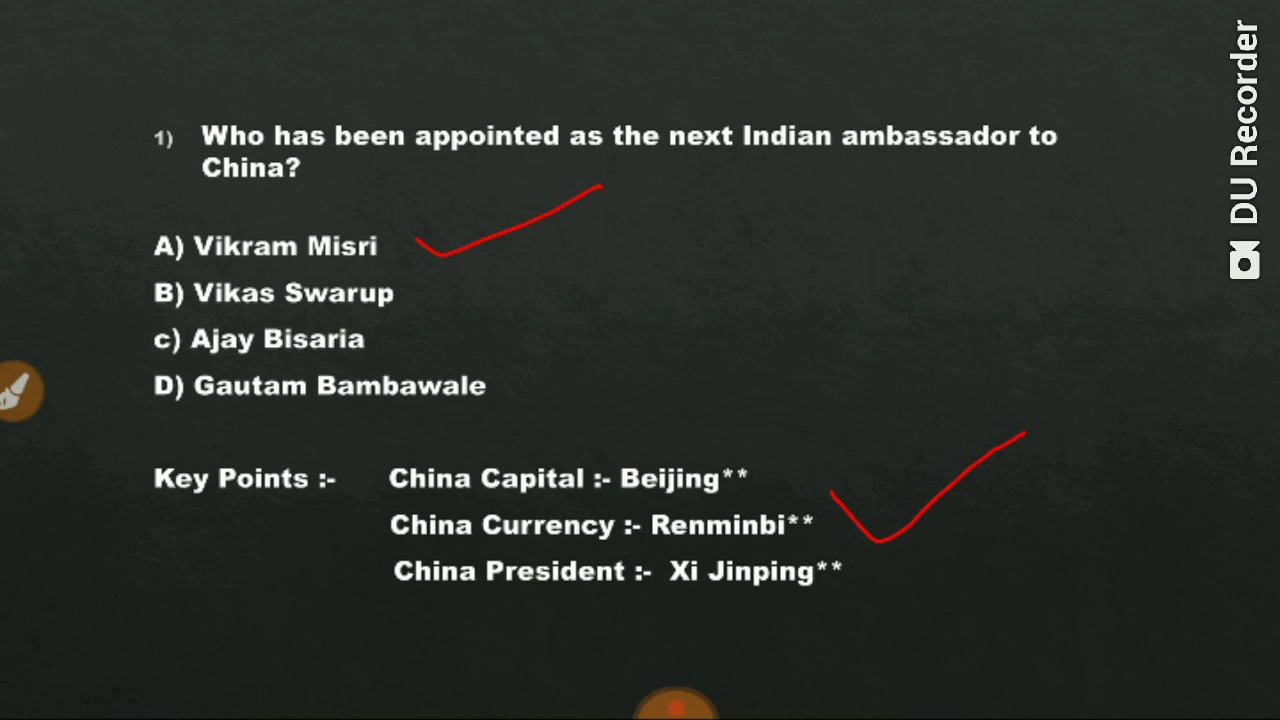 1) Who has been appointed as the next Indian ambassador to
China?
A) Vikram Misri
B) Vikas Swarup
c) Ajay Bisaria
D) Gautam Bambawale
Key Points :- China Capital :- Beijing**
China Currency :- Renminbi**
China President :- Xi Jinping**
DU Recorder